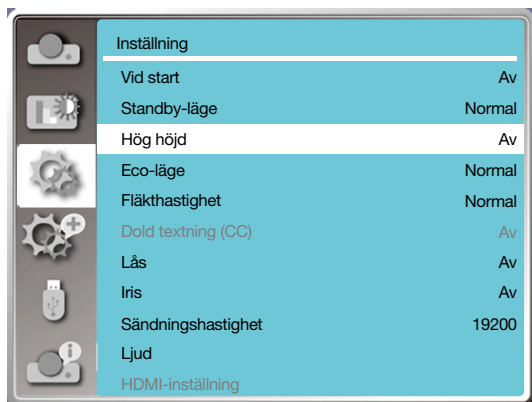 Inställning
Vid start Av
Standby-läge Normal
Hög höjd Av
Eco-läge Normal
Fläkthastighet Normal
Dold textning (CC) Av
Lås Av
Iris Av
Sändningshastighet 19200
Ljud
HDMI-inställning